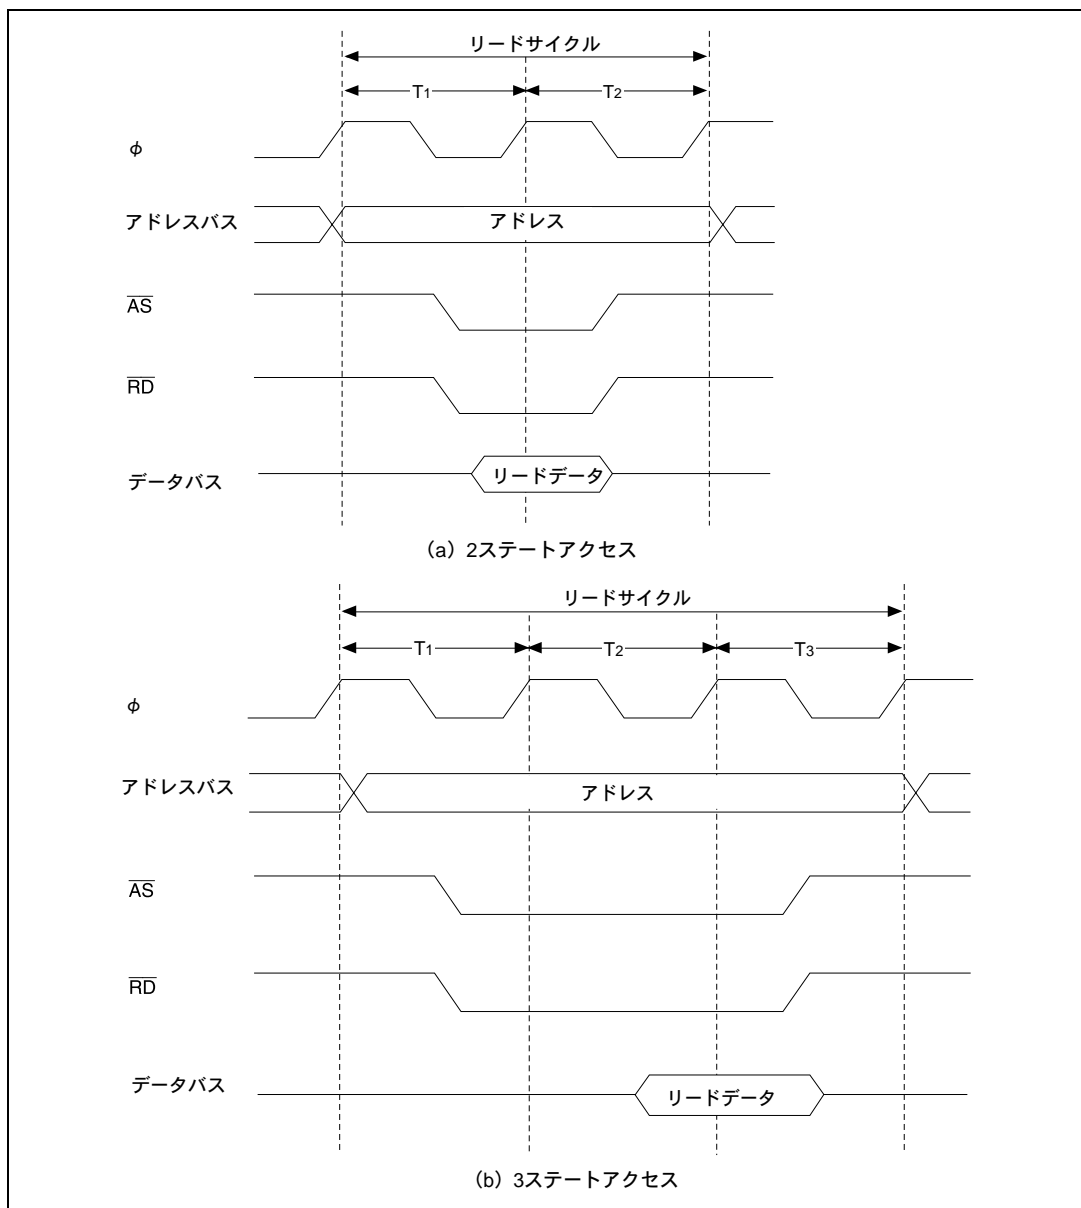 リードサイクル
T1 T2
φ
アドレスバス アドレス
AS
RD
データバス リードデータ
(a) 2ステートアクセス
リードサイクル
T1 T2 T3
φ
アドレスバス アドレス
AS
RD
データバス リードデータ
(b) 3ステートアクセス